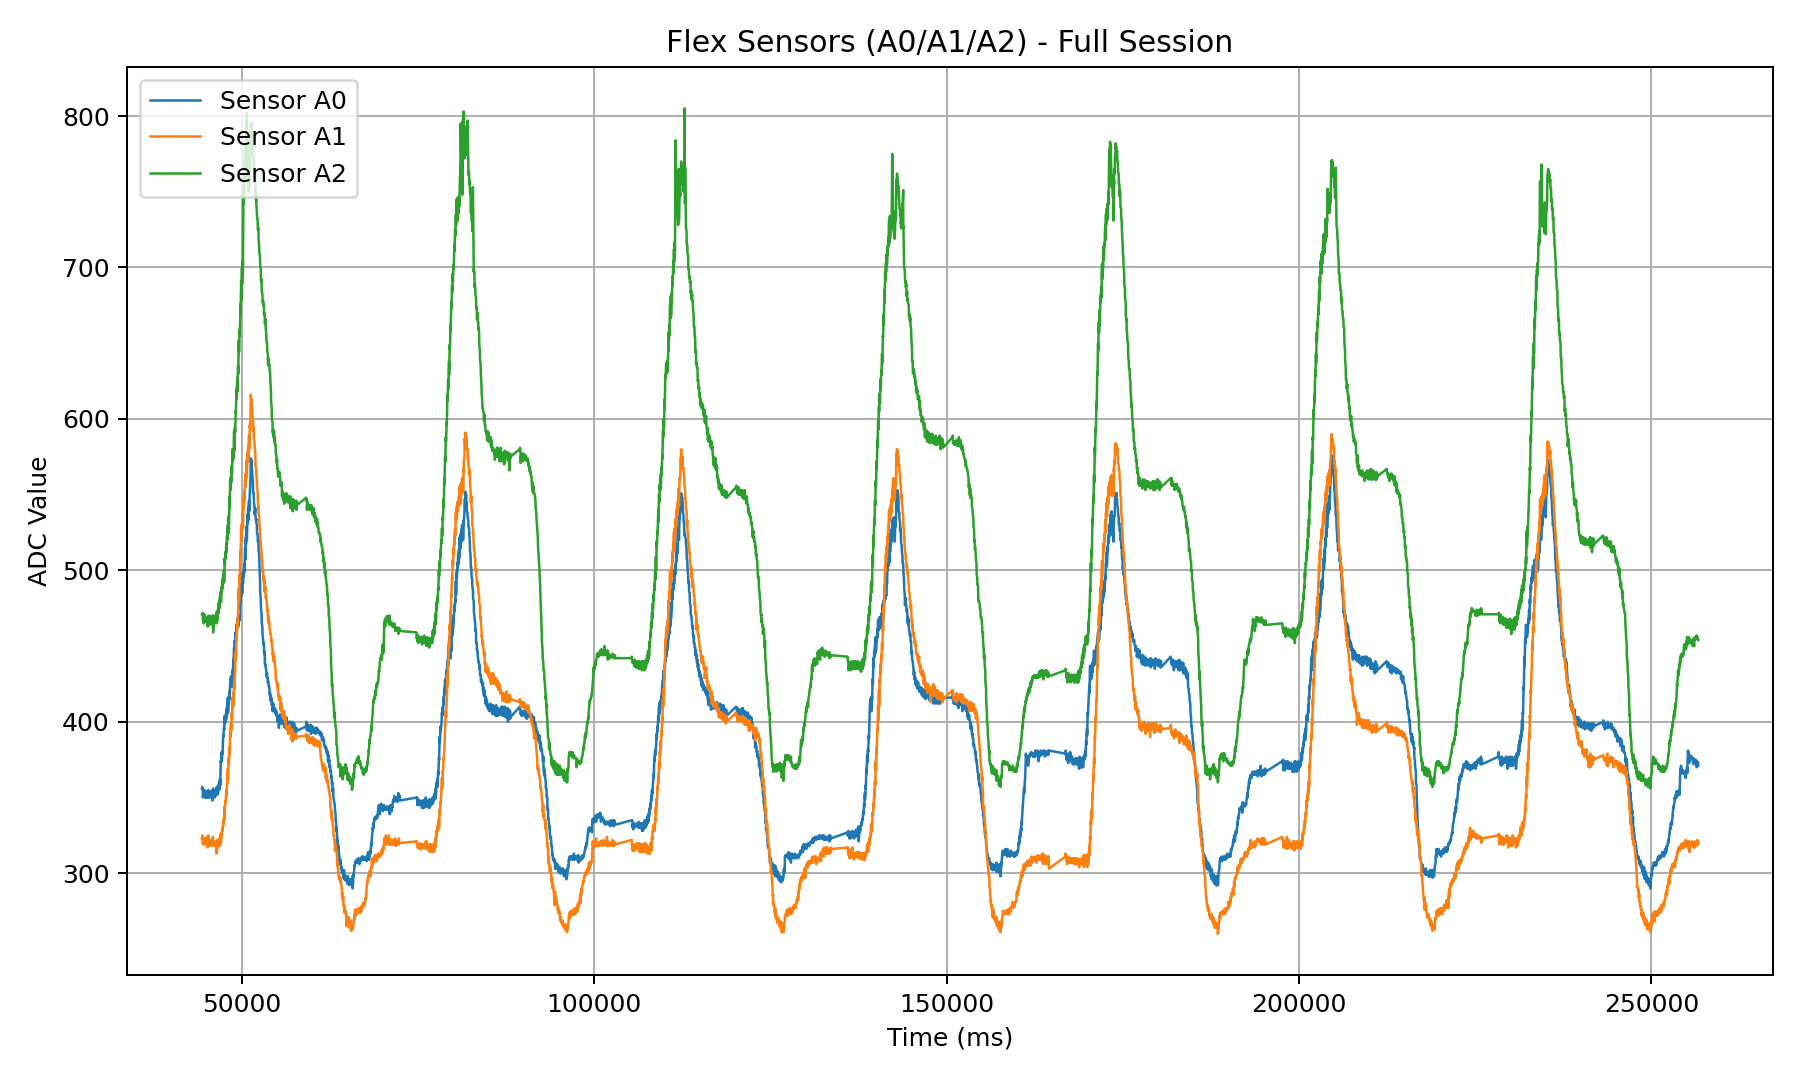 Flex Sensors (A0/A1/A2) - Full Session
Sensor A0
Sensor A1
Sensor A2
800
700
600
500
400
300
ADC Value
50000
100000
150000
200000
250000
Time (ms)